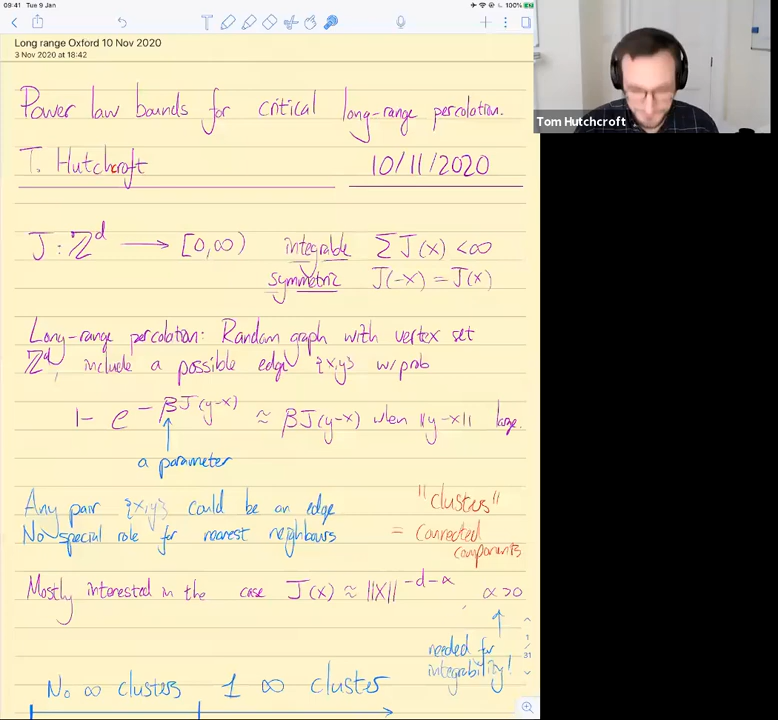 09:41 Tue 9 Jan
100%
Long range Oxford 10 Nov 2020
3 Nov 2020 at 18:42
Power law bounds for critical long-range percolation.
T. Hutchcroft 10/11/2020
J : ℤ^d ⟶ [0,∞) integrable ∑ J(x) < ∞
symmetric J(-x) = J(x)
Long-range percolation: Random graph with vertex set
ℤ^d, include a possible edge {x,y} w/ prob
1 - e^{-βJ(y-x)} ≈ βJ(y-x) when ‖y-x‖ large.
↑
a parameter
Any pair {x,y} could be an edge
No special role for nearest neighbours
"clusters"
= connected
components
Mostly interested in the case J(x) ≈ ‖x‖^{-d-α} α>0
↑
needed for
integrability!
No ∞ clusters 1 ∞ cluster
1
31
Tom Hutchcroft